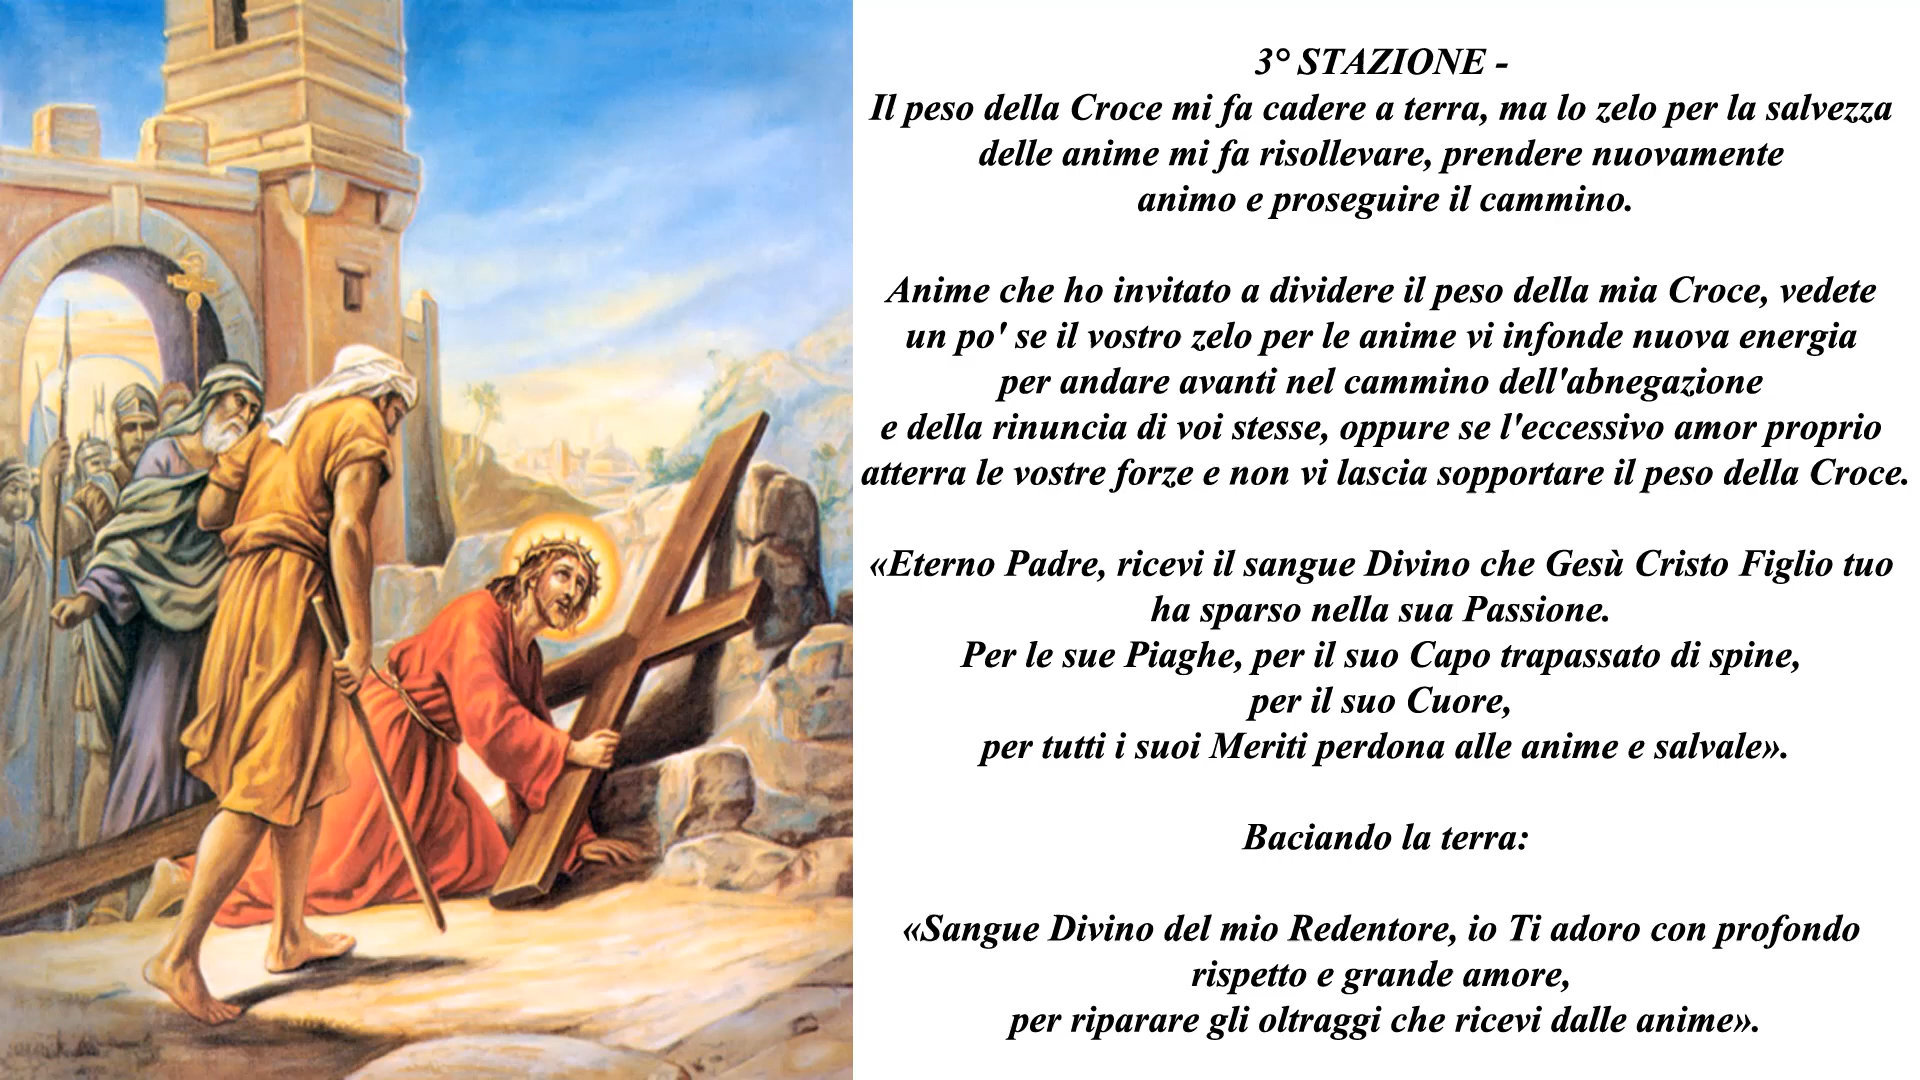 3° STAZIONE -
Il peso della Croce mi fa cadere a terra, ma lo zelo per la salvezza
delle anime mi fa risollevare, prendere nuovamente
animo e proseguire il cammino.
Anime che ho invitato a dividere il peso della mia Croce, vedete
un po' se il vostro zelo per le anime vi infonde nuova energia
per andare avanti nel cammino dell'abnegazione
e della rinuncia di voi stesse, oppure se l'eccessivo amor proprio
atterra le vostre forze e non vi lascia sopportare il peso della Croce.
«Eterno Padre, ricevi il sangue Divino che Gesù Cristo Figlio tuo
ha sparso nella sua Passione.
Per le sue Piaghe, per il suo Capo trapassato di spine,
per il suo Cuore,
per tutti i suoi Meriti perdona alle anime e salvale».
Baciando la terra:
«Sangue Divino del mio Redentore, io Ti adoro con profondo
rispetto e grande amore,
per riparare gli oltraggi che ricevi dalle anime».